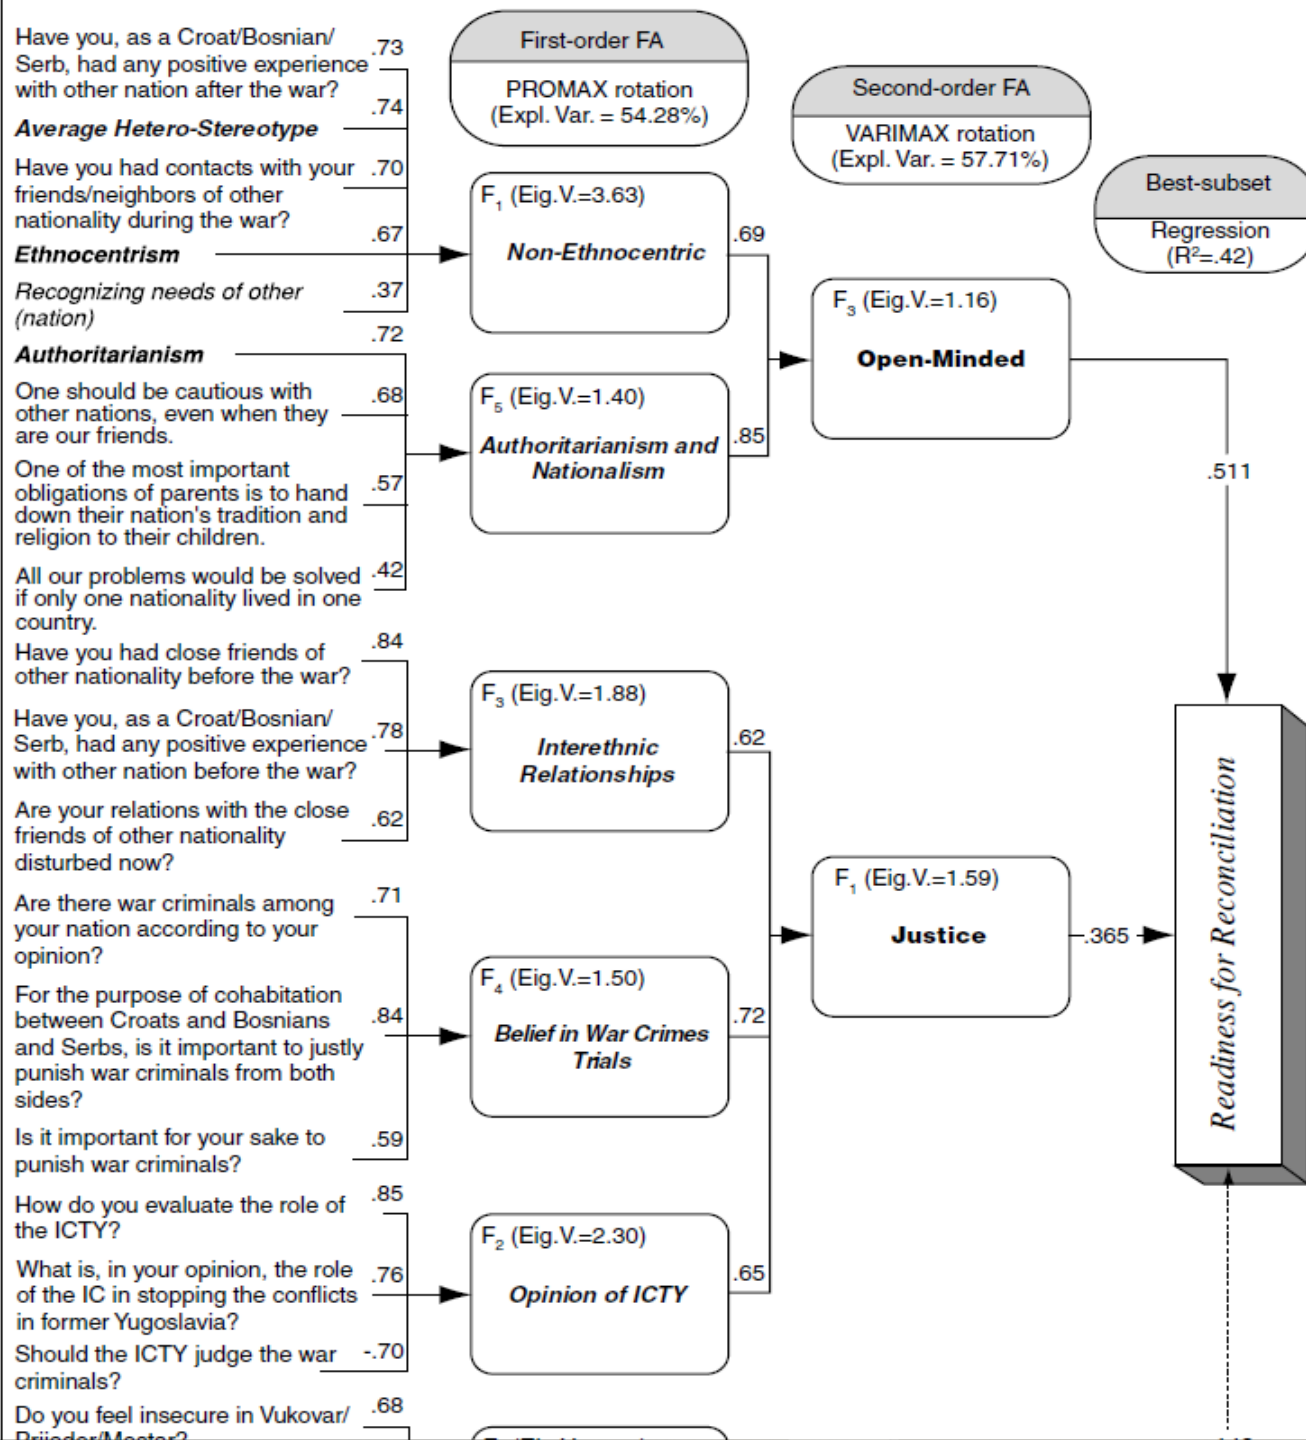 Have you, as a Croat/Bosnian/
Serb, had any positive experience
with other nation after the war?
.73
Average Hetero-Stereotype
.74
Have you had contacts with your
friends/neighbors of other
nationality during the war?
.70
Ethnocentrism
.67
Recognizing needs of other
(nation)
.37
Authoritarianism
.72
One should be cautious with
other nations, even when they
are our friends.
.68
One of the most important
obligations of parents is to hand
down their nation's tradition and
religion to their children.
.57
All our problems would be solved
if only one nationality lived in one
country.
.42
Have you had close friends of
other nationality before the war?
.84
Have you, as a Croat/Bosnian/
Serb, had any positive experience
with other nation before the war?
.78
Are your relations with the close
friends of other nationality
disturbed now?
.62
Are there war criminals among
your nation according to your
opinion?
.71
For the purpose of cohabitation
between Croats and Bosnians
and Serbs, is it important to justly
punish war criminals from both
sides?
.84
Is it important for your sake to
punish war criminals?
.59
How do you evaluate the role of
the ICTY?
.85
What is, in your opinion, the role
of the IC in stopping the conflicts
in former Yugoslavia?
.76
Should the ICTY judge the war
criminals?
-.70
Do you feel insecure in Vukovar/
.68
First-order FA
PROMAX rotation
(Expl. Var. = 54.28%)
F1 (Eig.V.=3.63)
Non-Ethnocentric
.69
F5 (Eig.V.=1.40)
Authoritarianism and
Nationalism
.85
F3 (Eig.V.=1.88)
Interethnic
Relationships
.62
F4 (Eig.V.=1.50)
Belief in War Crimes
Trials
.72
F2 (Eig.V.=2.30)
Opinion of ICTY
.65
Second-order FA
VARIMAX rotation
(Expl. Var. = 57.71%)
F3 (Eig.V.=1.16)
Open-Minded
F1 (Eig.V.=1.59)
Justice
Best-subset
Regression
(R²=.42)
.511
.365
Readiness for Reconciliation